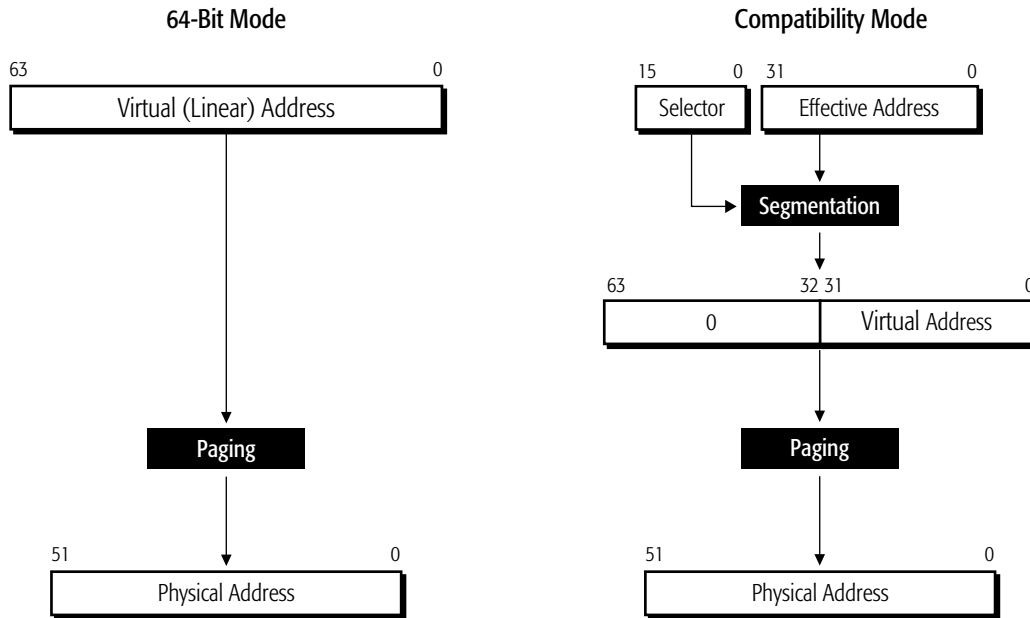 64-Bit Mode
63 0
Virtual (Linear) Address
Paging
51 0
Physical Address
Compatibility Mode
15 0 31 0
Selector Effective Address
Segmentation
63 32 31 0
0 Virtual Address
Paging
51 0
Physical Address